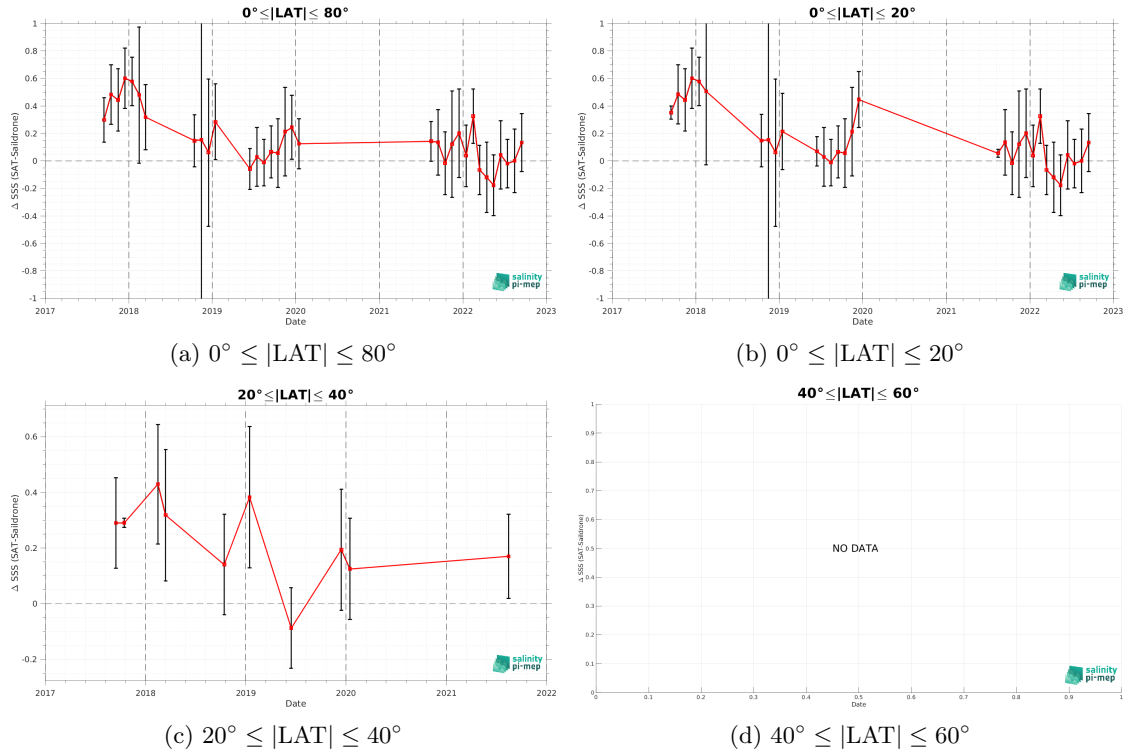 0°≤|LAT|≤ 80°
Δ SSS (SAT-Saildrone)
1
0.8
0.6
0.4
0.2
0
-0.2
-0.4
-0.6
-0.8
-1
2017 2018 2019 2020 2021 2022 2023
Date
salinity
pi-mep
(a) 0° ≤ |LAT| ≤ 80°
0°≤|LAT|≤ 20°
Δ SSS (SAT-Saildrone)
1
0.8
0.6
0.4
0.2
0
-0.2
-0.4
-0.6
-0.8
-1
2017 2018 2019 2020 2021 2022 2023
Date
salinity
pi-mep
(b) 0° ≤ |LAT| ≤ 20°
20°≤|LAT|≤ 40°
Δ SSS (SAT-Saildrone)
0.6
0.4
0.2
0
-0.2
2017 2018 2019 2020 2021 2022
Date
salinity
pi-mep
(c) 20° ≤ |LAT| ≤ 40°
40°≤|LAT|≤ 60°
Δ SSS (SAT-Saildrone)
1
0.9
0.8
0.7
0.6
0.5
0.4
0.3
0.2
0.1
0
NO DATA
0 0.1 0.2 0.3 0.4 0.5 0.6 0.7 0.8 0.9 1
Date
salinity
pi-mep
(d) 40° ≤ |LAT| ≤ 60°